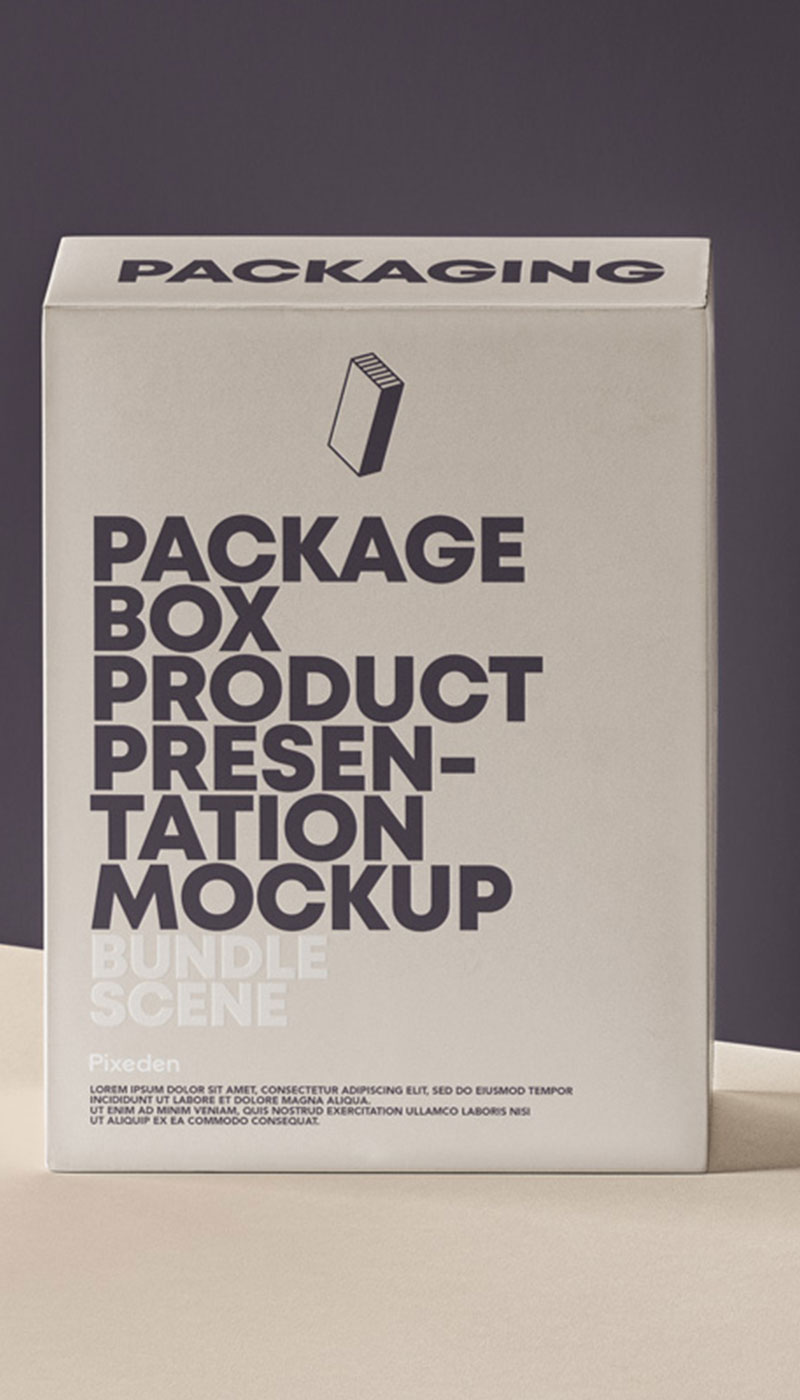 PACKAGING
PACKAGE
BOX
PRODUCT
PRESEN-
TATION
MOCKUP
BUNDLE
SCENE
Pixeden
LOREM IPSUM DOLOR SIT AMET, CONSECTETUR ADIPISCING ELIT, SED DO EIUSMOD TEMPOR
INCIDIDUNT UT LABORE ET DOLORE MAGNA ALIQUA.
UT ENIM AD MINIM VENIAM, QUIS NOSTRUD EXERCITATION ULLAMCO LABORIS NISI
UT ALIQUIP EX EA COMMODO CONSEQUAT.